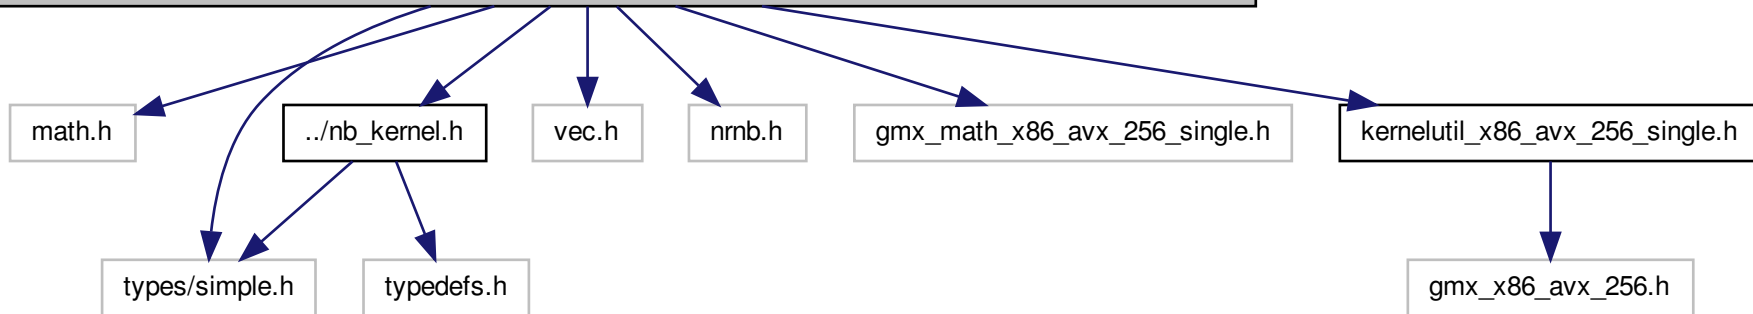 math.h
../nb_kernel.h
vec.h
nrnb.h
gmx_math_x86_avx_256_single.h
kernelutil_x86_avx_256_single.h
types/simple.h
typedefs.h
gmx_x86_avx_256.h